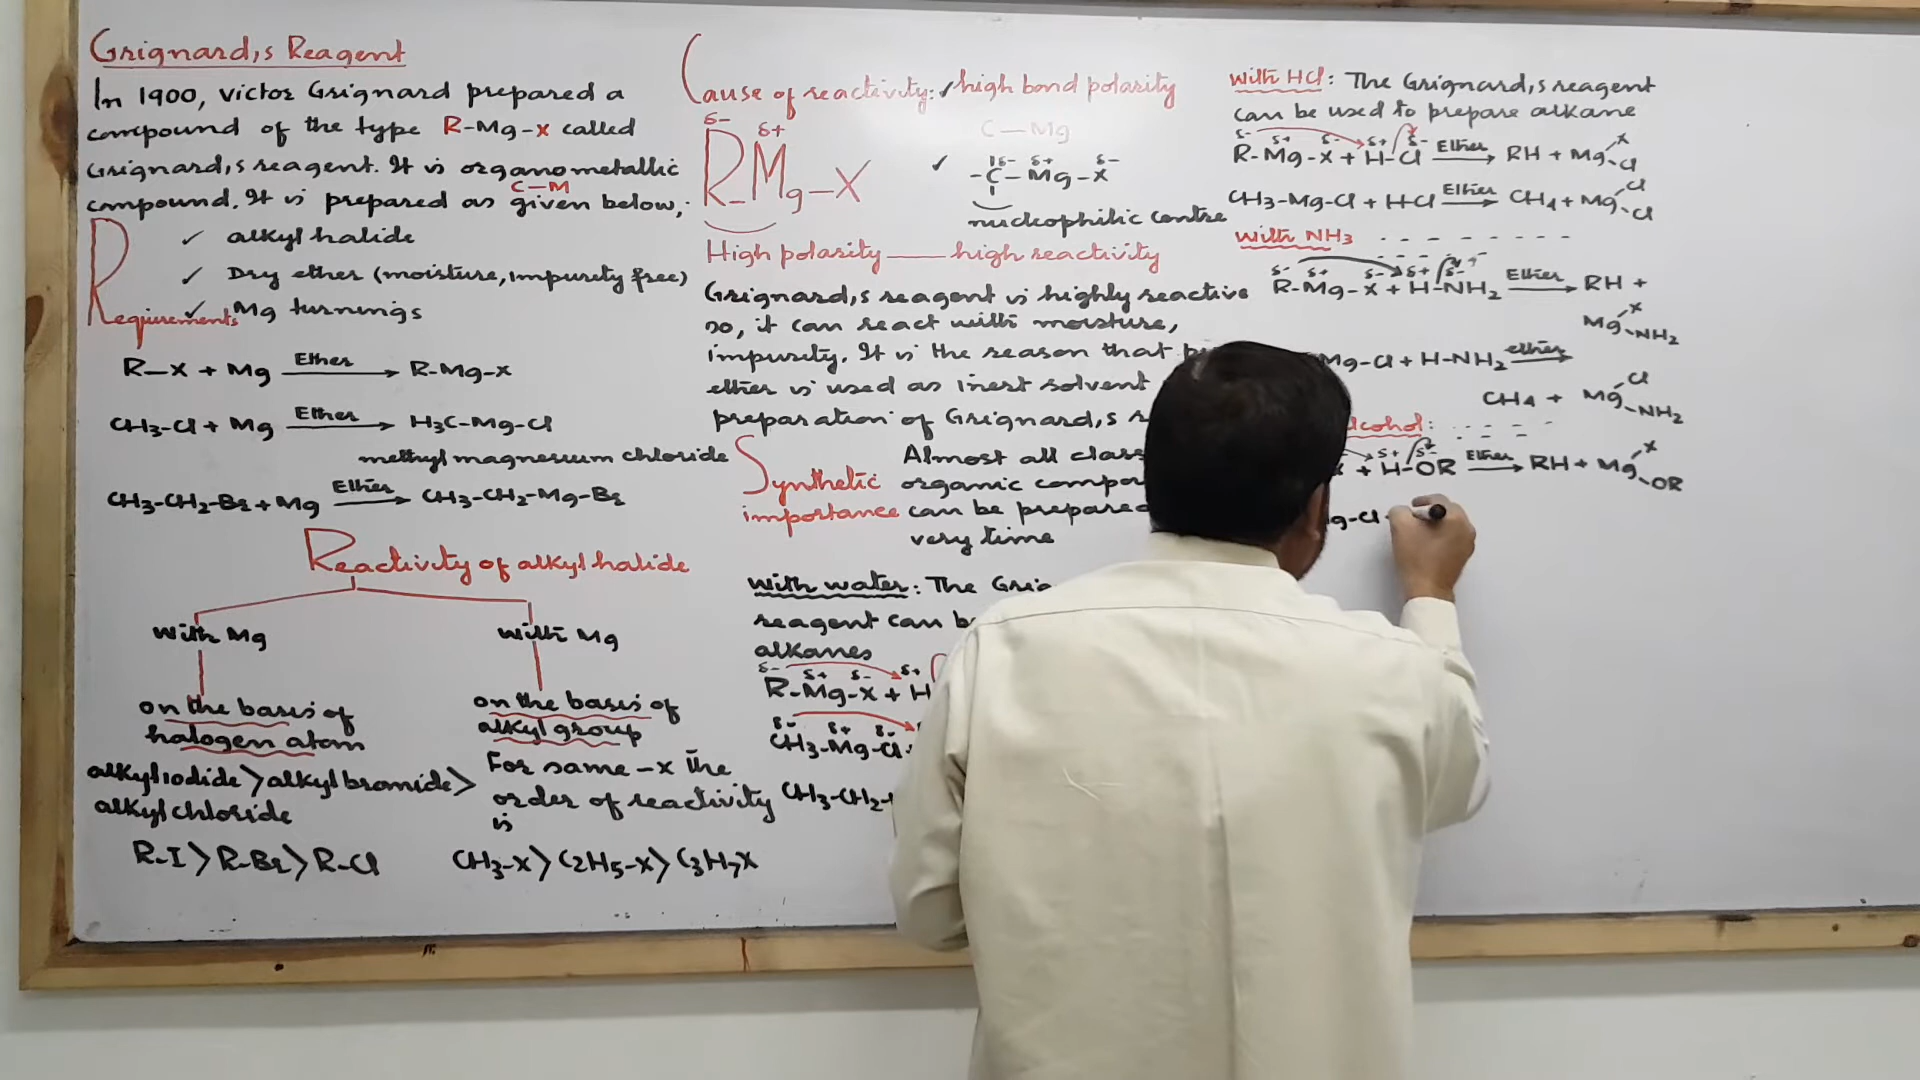 Grignard,s Reagent
In 1900, victor Grignard prepared a
compound of the type R-Mg-x called
Grignard,s reagent. It is organometallic
C-M
compound. It is prepared as given below,
Requirements
✓ alkyl halide
✓ Dry ether (moisture, impurity free)
✓ Mg turnings
R-x + Mg Ether → R-Mg-x
CH3-Cl + Mg Ether → H3C-Mg-Cl
methyl magnesium chloride
CH3-CH2-Br + Mg Ether → CH3-CH2-Mg-Br
Reactivity of alkyl halide
with Mg
on the basis of
halogen atom
alkyl iodide > alkyl bromide >
alkyl chloride
R-I > R-Br > R-Cl
with Mg
on the basis of
alkyl group
For same -x the
order of reactivity
is
CH3-x > C2H5-x > C3H7X
Cause of reactivity: ✓ high bond polarity
C-Mg
δ- δ+
R-Mg-X
δ- δ+ δ-
✓ -C-Mg-X
nucleophilic centre
High polarity — high reactivity
Grignard,s reagent is highly reactive
so, it can react with moisture,
impurity. It is the reason that
ether is used as inert solvent
preparation of Grignard,s
Synthetic importance
Almost all
organic
can be prepared
very time
with water: The
reagent can
alkanes
δ- δ+ δ- δ+
R-Mg-x + H
δ- δ+ δ-
CH3-Mg-Cl
CH3-CH2-
with HCl: The Grignard,s reagent
can be used to prepare alkane
δ- δ+ δ- δ+ δ-
R-Mg-x + H-Cl Ether → RH + Mg x Cl
CH3-Mg-Cl + HCl Ether → CH4 + Mg Cl Cl
with NH3 - - - - - - - -
δ- δ+ δ- δ+ δ-
R-Mg-x + H-NH2 Ether → RH +
Mg x NH2
Mg-Cl + H-NH2 ether →
CH4 + Mg Cl NH2
lcohol:
δ+ δ-
x + H-OR Ether → RH + Mg x OR
g-Cl